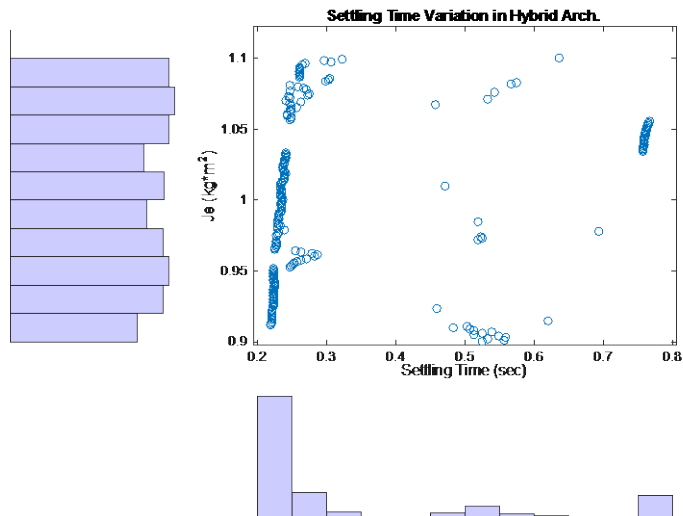 Settling Time Variation in Hybrid Arch.
1.1
1.05
1
0.95
0.9
Je (kg*m²)
0.2 0.3 0.4 0.5 0.6 0.7 0.8
Settling Time (sec)